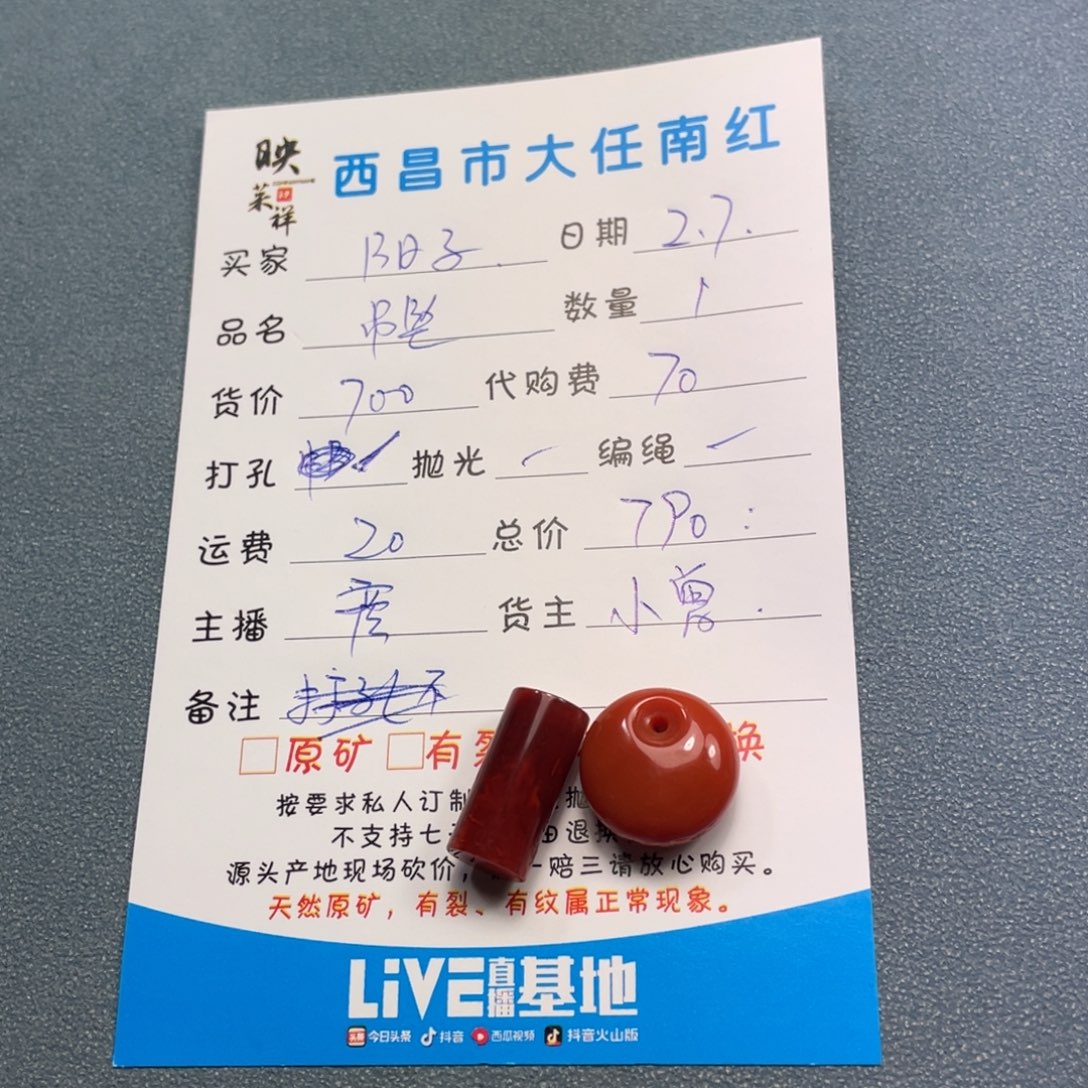 映莱祥
西昌市大任南红
买家 日期 2.7.
品名 吊坠 数量 1
货价 700 代购费 70
打孔 抛光 编绳
运费 20 总价 790
主播 货主 小曾
备注
□原矿 □有裂 换
按要求私人订制
不支持七 退换
源头产地现场砍价， 一赔三请放心购买。
天然原矿，有裂、有纹属正常现象。
LiVE直播基地
今日头条 抖音 西瓜视频 抖音火山版